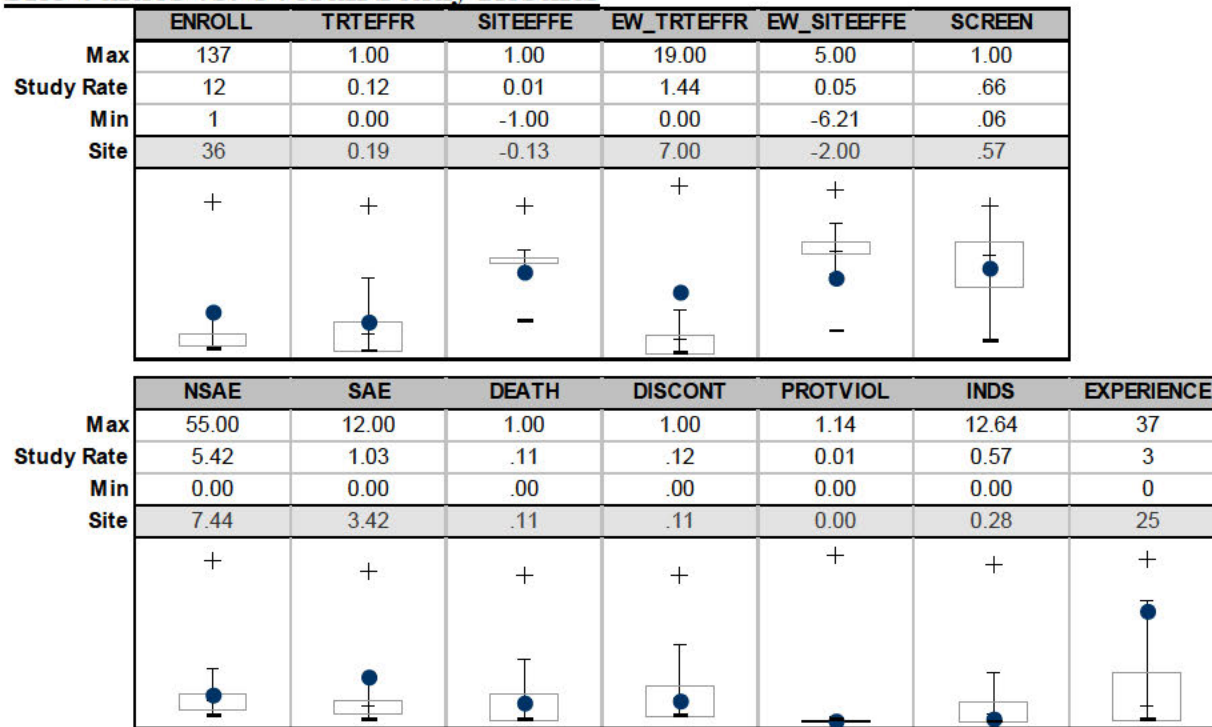 ENROLL TRTEFFR SITEEFFE EW_TRTEFFR EW_SITEEFFE SCREEN
Max 137 1.00 1.00 19.00 5.00 1.00
Study Rate 12 0.12 0.01 1.44 0.05 .66
Min 1 0.00 -1.00 0.00 -6.21 .06
Site 36 0.19 -0.13 7.00 -2.00 .57
NSAE SAE DEATH DISCONT PROTVIOL INDS EXPERIENCE
Max 55.00 12.00 1.00 1.00 1.14 12.64 37
Study Rate 5.42 1.03 .11 .12 0.01 0.57 3
Min 0.00 0.00 .00 .00 0.00 0.00 0
Site 7.44 3.42 .11 .11 0.00 0.28 25